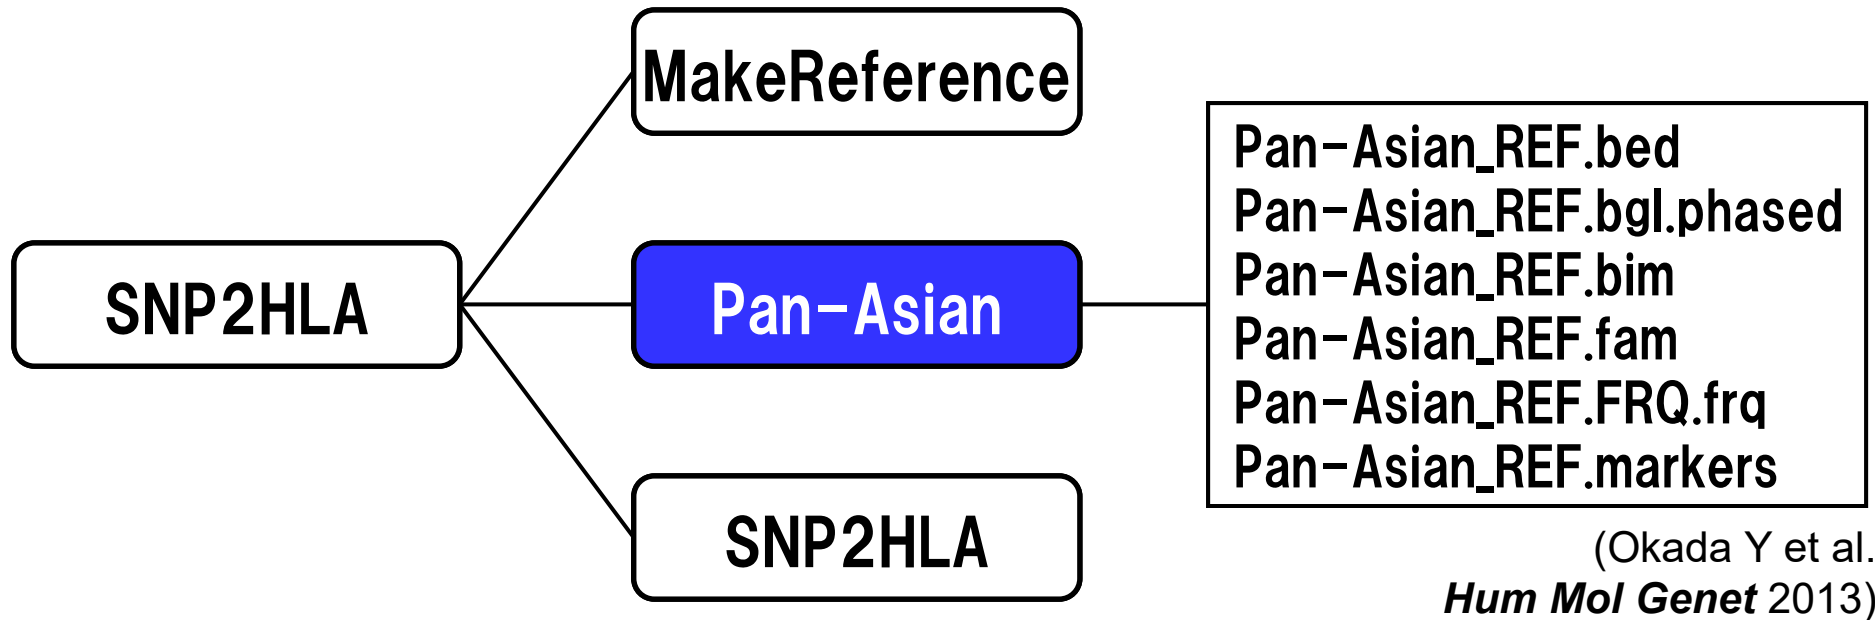 MakeReference
SNP2HLA
Pan-Asian
SNP2HLA
Pan-Asian_REF.bed
Pan-Asian_REF.bgl.phased
Pan-Asian_REF.bim
Pan-Asian_REF.fam
Pan-Asian_REF.FRQ.frq
Pan-Asian_REF.markers
(Okada Y et al.
Hum Mol Genet 2013)